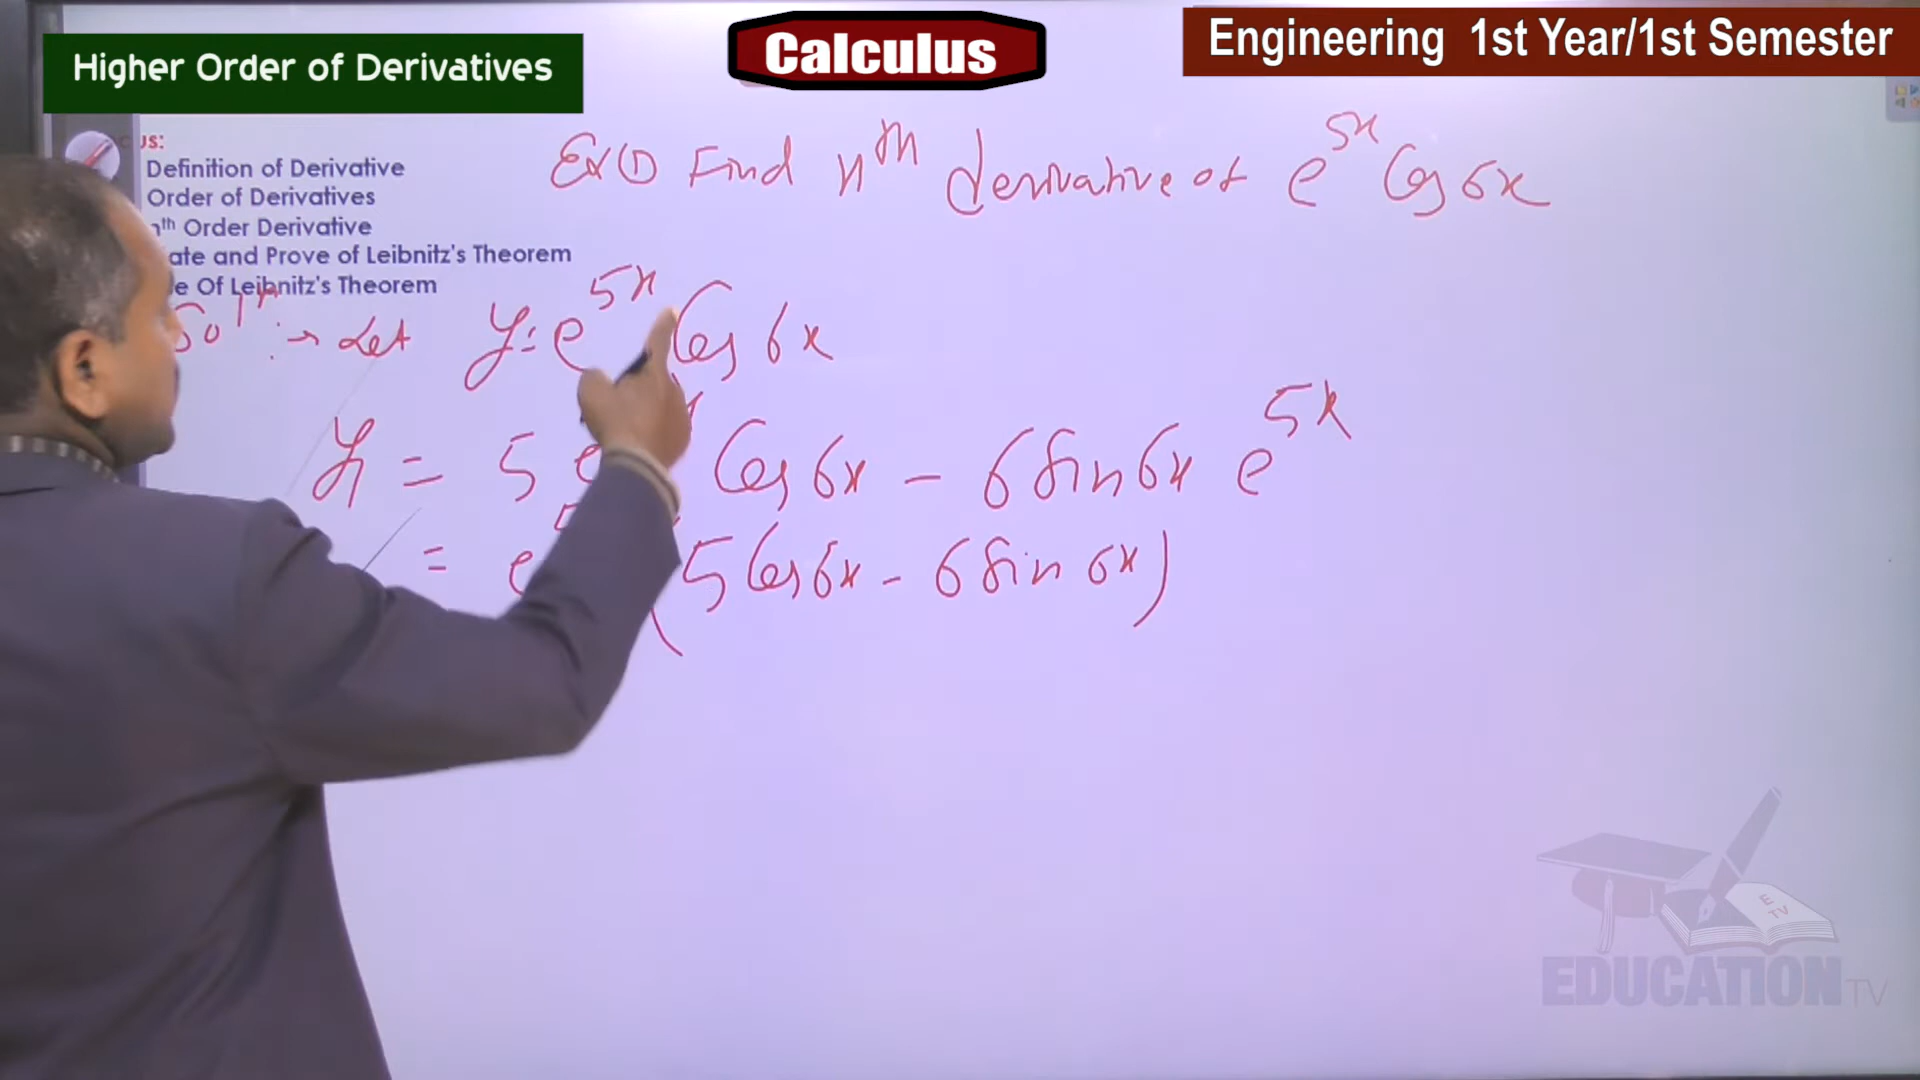 Higher Order of Derivatives
Calculus
Engineering 1st Year/1st Semester
us:
Definition of Derivative
Order of Derivatives
th Order Derivative
ate and Prove of Leibnitz's Theorem
e Of Leibnitz's Theorem
Ex① Find nth derivative of e^5x Cos 6x
Sol^n: → Let y = e^5x Cos 6x
y₁ = 5 e Cos 6x - 6 Sin 6x e^5x
= e (5 Cos 6x - 6 Sin 6x)
E TV
EDUCATION TV